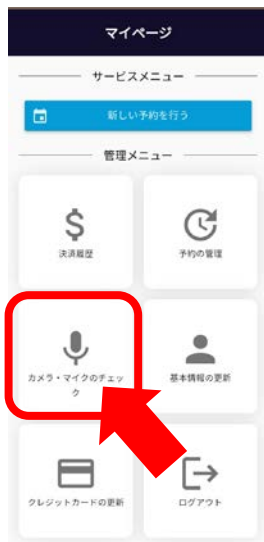 マイページ
サービスメニュー
新しい予約を行う
管理メニュー
決済履歴
予約の管理
カメラ・マイクのチェッ
ク
基本情報の更新
クレジットカードの更新
ログアウト